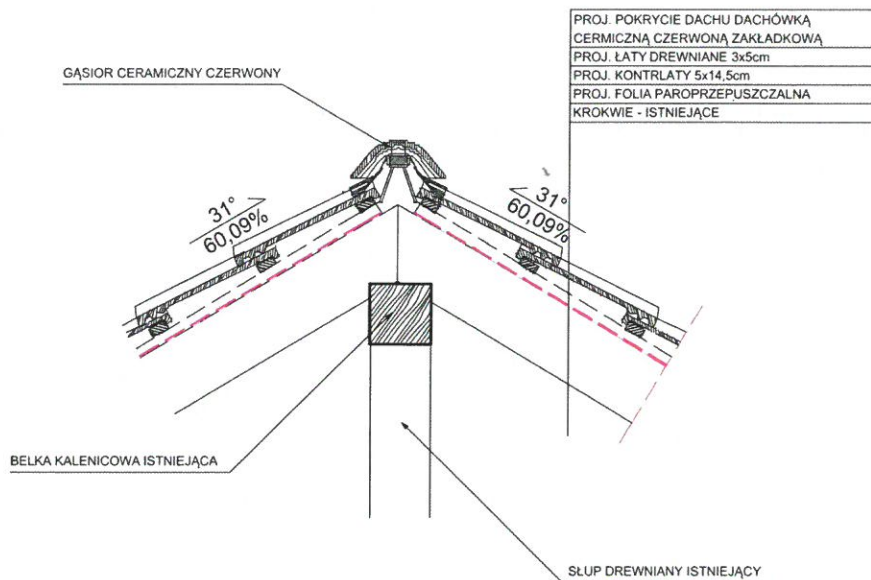 PROJ. POKRYCIE DACHU DACHÓWKĄ
CERMICZNĄ CZERWONĄ ZAKŁADKOWĄ
PROJ. ŁATY DREWNIANE 3x5cm
PROJ. KONTRLATY 5x14,5cm
PROJ. FOLIA PAROPRZEPUSZCZALNA
KROKWIE - ISTNIEJĄCE
GĄSIOR CERAMICZNY CZERWONY
31°
60,09%
31°
60,09%
BELKA KALENICOWA ISTNIEJĄCA
SŁUP DREWNIANY ISTNIEJĄCY